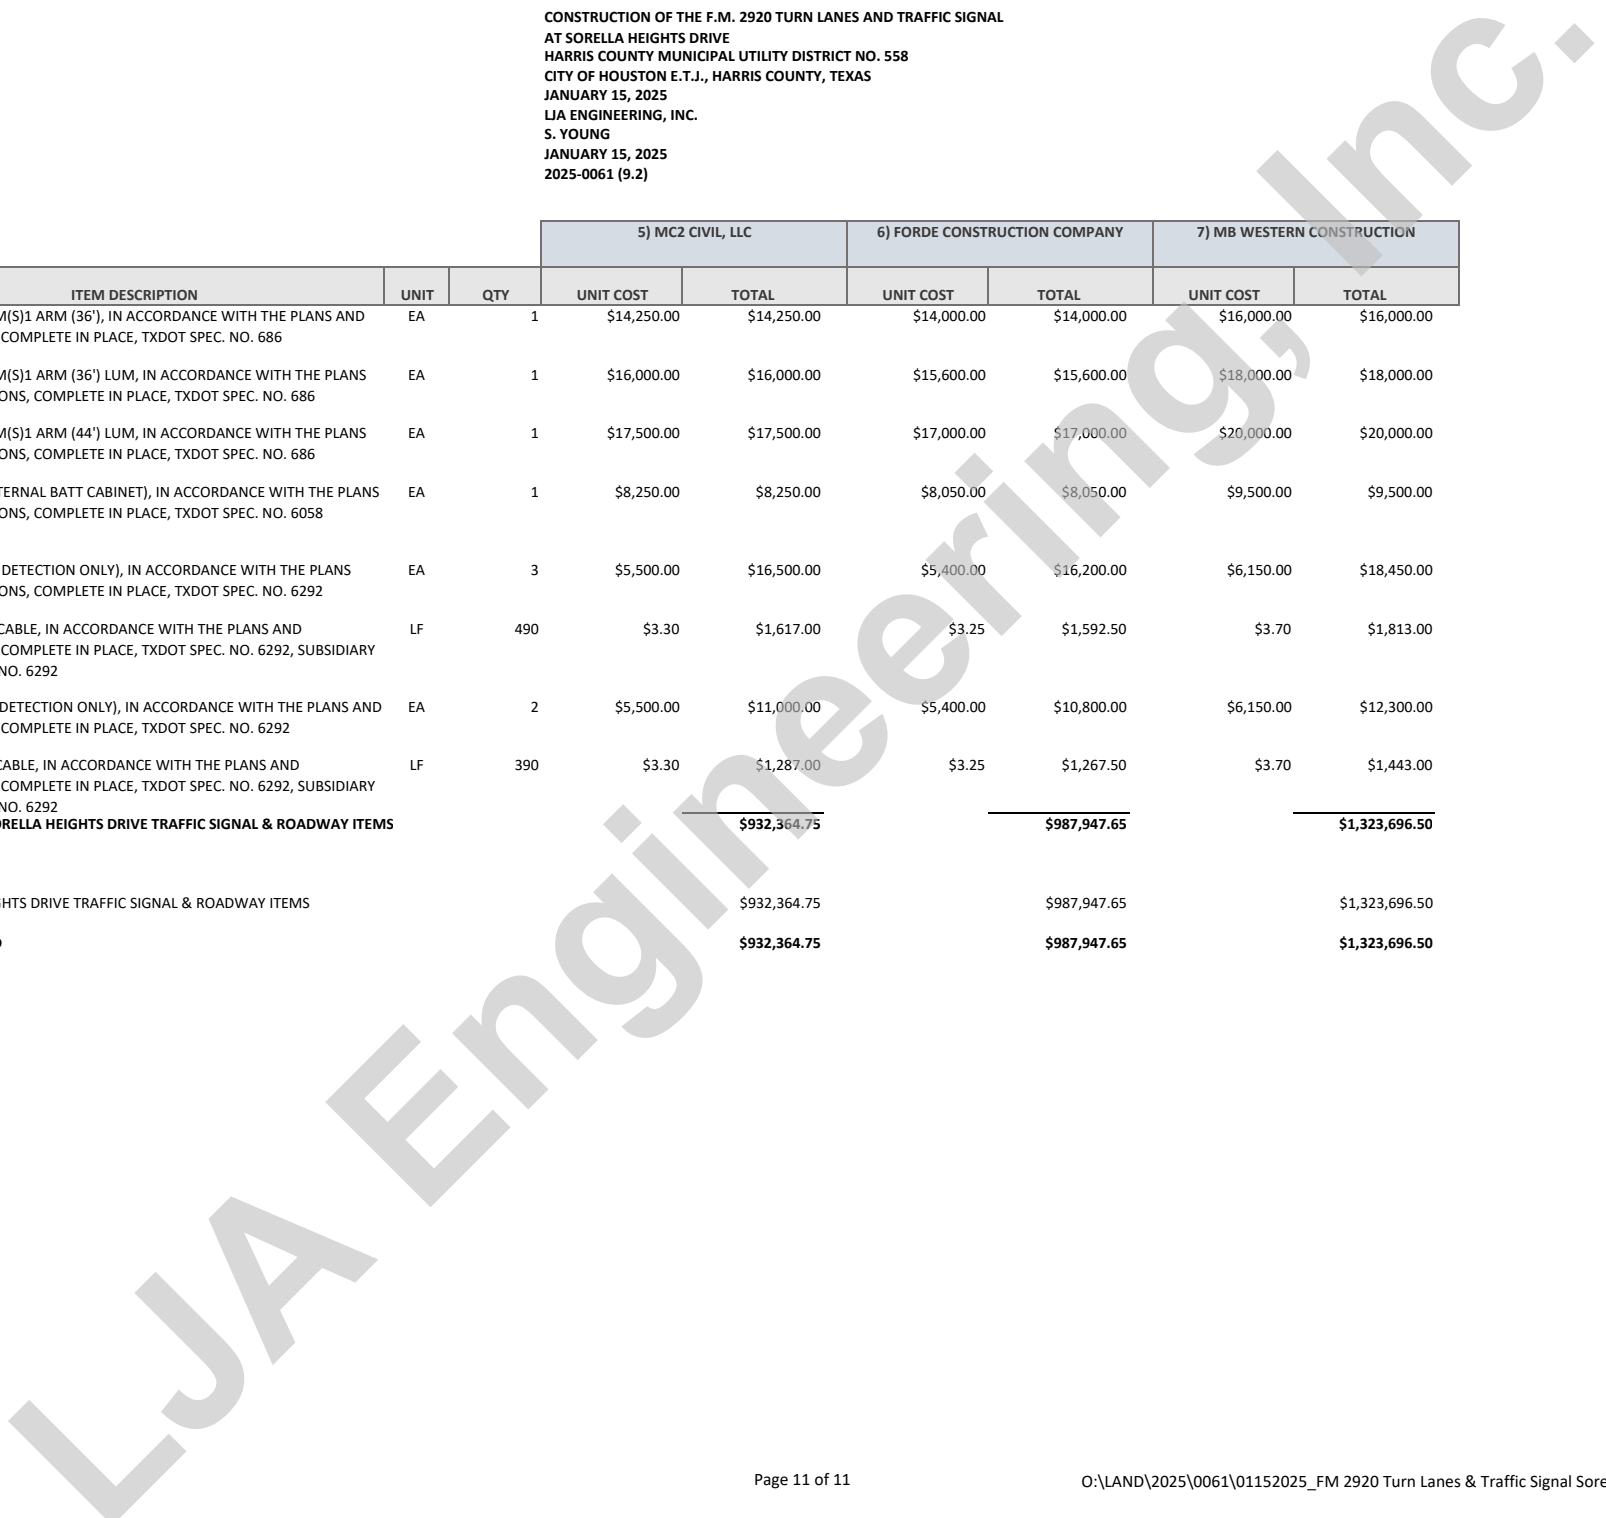 CONSTRUCTION OF THE F.M. 2920 TURN LANES AND TRAFFIC SIGNAL
AT SORELLA HEIGHTS DRIVE
HARRIS COUNTY MUNICIPAL UTILITY DISTRICT NO. 558
CITY OF HOUSTON E.T.J., HARRIS COUNTY, TEXAS
JANUARY 15, 2025
LJA ENGINEERING, INC.
S. YOUNG
JANUARY 15, 2025
2025-0061 (9.2)
5) MC2 CIVIL, LLC 6) FORDE CONSTRUCTION COMPANY 7) MB WESTERN CONSTRUCTION
ITEM DESCRIPTION UNIT QTY UNIT COST TOTAL UNIT COST TOTAL UNIT COST TOTAL
M(S)1 ARM (36'), IN ACCORDANCE WITH THE PLANS AND EA 1 $14,250.00 $14,250.00 $14,000.00 $14,000.00 $16,000.00 $16,000.00
COMPLETE IN PLACE, TXDOT SPEC. NO. 686
M(S)1 ARM (36') LUM, IN ACCORDANCE WITH THE PLANS EA 1 $16,000.00 $16,000.00 $15,600.00 $15,600.00 $18,000.00 $18,000.00
ONS, COMPLETE IN PLACE, TXDOT SPEC. NO. 686
M(S)1 ARM (44') LUM, IN ACCORDANCE WITH THE PLANS EA 1 $17,500.00 $17,500.00 $17,000.00 $17,000.00 $20,000.00 $20,000.00
ONS, COMPLETE IN PLACE, TXDOT SPEC. NO. 686
TERNAL BATT CABINET), IN ACCORDANCE WITH THE PLANS EA 1 $8,250.00 $8,250.00 $8,050.00 $8,050.00 $9,500.00 $9,500.00
ONS, COMPLETE IN PLACE, TXDOT SPEC. NO. 6058
DETECTION ONLY), IN ACCORDANCE WITH THE PLANS EA 3 $5,500.00 $16,500.00 $5,400.00 $16,200.00 $6,150.00 $18,450.00
ONS, COMPLETE IN PLACE, TXDOT SPEC. NO. 6292
CABLE, IN ACCORDANCE WITH THE PLANS AND LF 490 $3.30 $1,617.00 $3.25 $1,592.50 $3.70 $1,813.00
COMPLETE IN PLACE, TXDOT SPEC. NO. 6292, SUBSIDIARY
NO. 6292
DETECTION ONLY), IN ACCORDANCE WITH THE PLANS AND EA 2 $5,500.00 $11,000.00 $5,400.00 $10,800.00 $6,150.00 $12,300.00
COMPLETE IN PLACE, TXDOT SPEC. NO. 6292
CABLE, IN ACCORDANCE WITH THE PLANS AND LF 390 $3.30 $1,287.00 $3.25 $1,267.50 $3.70 $1,443.00
COMPLETE IN PLACE, TXDOT SPEC. NO. 6292, SUBSIDIARY
NO. 6292
ORELLA HEIGHTS DRIVE TRAFFIC SIGNAL & ROADWAY ITEMS $932,364.75 $987,947.65 $1,323,696.50
GHTS DRIVE TRAFFIC SIGNAL & ROADWAY ITEMS $932,364.75 $987,947.65 $1,323,696.50
$932,364.75 $987,947.65 $1,323,696.50
LJA Engineering, Inc.
Page 11 of 11 O:\LAND\2025\0061\01152025_FM 2920 Turn Lanes & Traffic Signal Sore